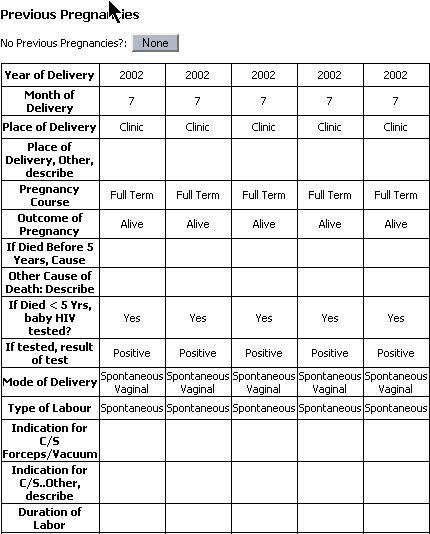 Previous Pregnancies
No Previous Pregnancies?: None
Year of Delivery 2002 2002 2002 2002 2002
Month of
Delivery 7 7 7 7 7
Place of Delivery Clinic Clinic Clinic Clinic Clinic
Place of
Delivery, Other,
describe
Pregnancy
Course Full Term Full Term Full Term Full Term Full Term
Outcome of
Pregnancy Alive Alive Alive Alive Alive
If Died Before 5
Years, Cause
Other Cause of
Death: Describe
If Died < 5 Yrs,
baby HIV
tested? Yes Yes Yes Yes Yes
If tested, result
of test Positive Positive Positive Positive Positive
Mode of Delivery Spontaneous Spontaneous Spontaneous Spontaneous Spontaneous
Vaginal Vaginal Vaginal Vaginal Vaginal
Type of Labour Spontaneous Spontaneous Spontaneous Spontaneous Spontaneous
Indication for
C/S
Forceps/Vacuum
Indication for
C/S..Other,
describe
Duration of
Labor